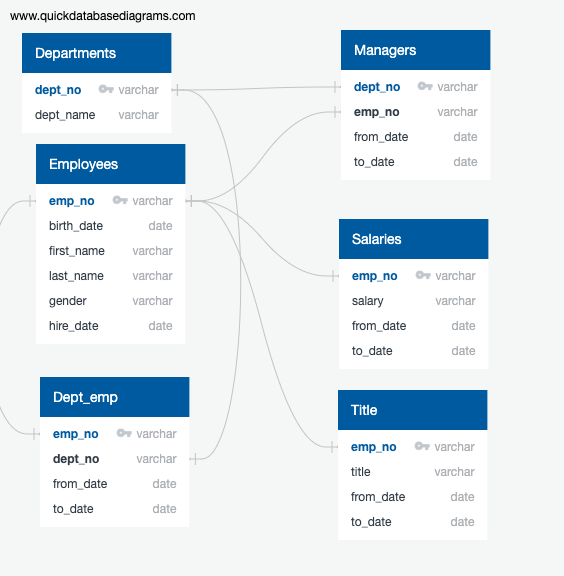 www.quickdatabasediagrams.com
Departments
dept_no varchar
dept_name varchar
Employees
emp_no varchar
birth_date date
first_name varchar
last_name varchar
gender varchar
hire_date date
Dept_emp
emp_no varchar
dept_no varchar
from_date date
to_date date
Managers
dept_no varchar
emp_no varchar
from_date date
to_date date
Salaries
emp_no varchar
salary varchar
from_date date
to_date date
Title
emp_no varchar
title varchar
from_date date
to_date date